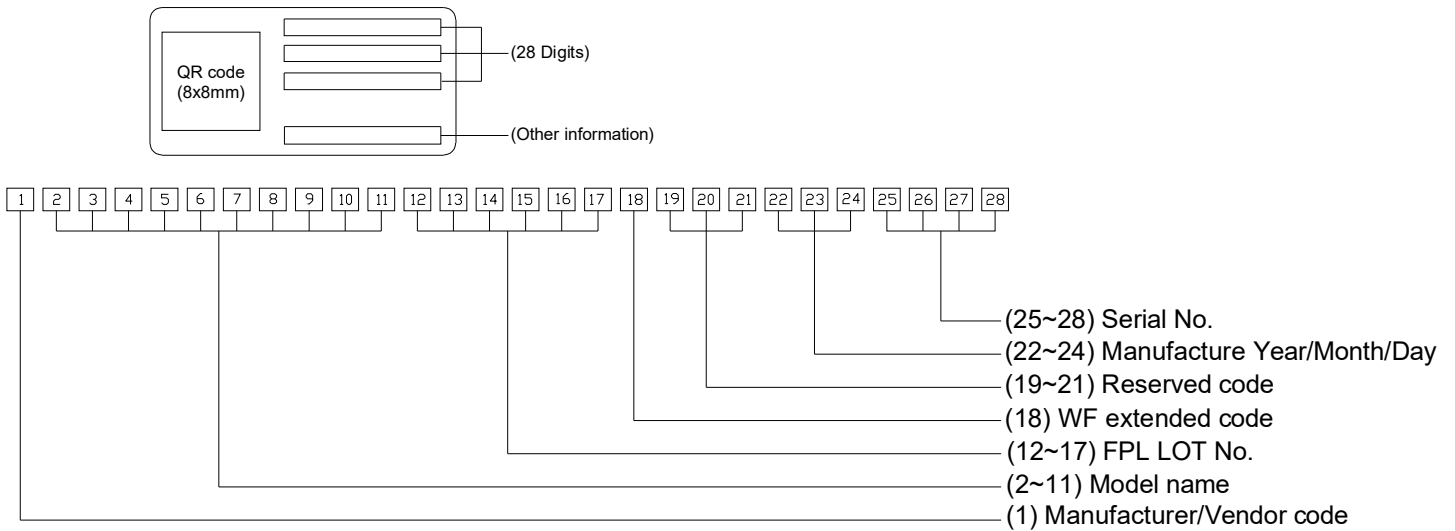 QR code
(8x8mm)
(28 Digits)
(Other information)
1 2 3 4 5 6 7 8 9 10 11 12 13 14 15 16 17 18 19 20 21 22 23 24 25 26 27 28
(25~28) Serial No.
(22~24) Manufacture Year/Month/Day
(19~21) Reserved code
(18) WF extended code
(12~17) FPL LOT No.
(2~11) Model name
(1) Manufacturer/Vendor code